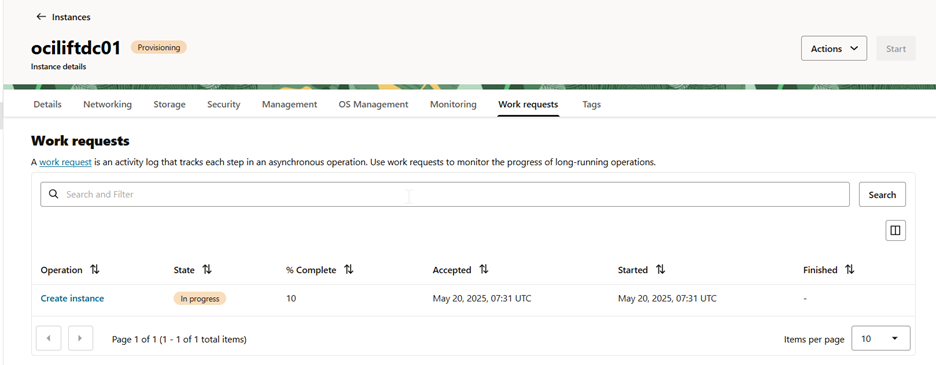 Instances
ociliftdc01 Provisioning
Instance details
Actions Start
Details Networking Storage Security Management OS Management Monitoring Work requests Tags
Work requests
A work request is an activity log that tracks each step in an asynchronous operation. Use work requests to monitor the progress of long-running operations.
Search and Filter Search
Operation State % Complete Accepted Started Finished
Create instance In progress 10 May 20, 2025, 07:31 UTC May 20, 2025, 07:31 UTC -
Page 1 of 1 (1 - 1 of 1 total items) Items per page 10